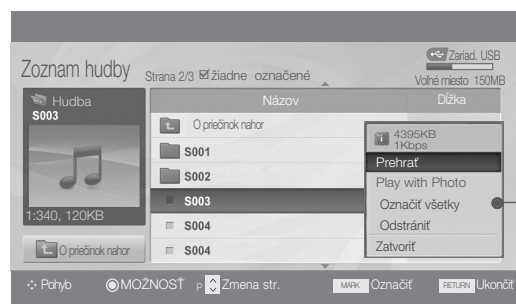 Zoznam hudby
Strana 2/3 žiadne označené
Zariad. USB
Voľné miesto 150MB
Hudba
S003
1:340, 120KB
O priečinok nahor
Názov
Dĺžka
O priečinok nahor
S001
S002
S003
S004
S004
4395KB
1Kbps
Prehrať
Play with Photo
Označiť všetky
Odstrániť
Zatvoriť
Pohyb
MOŽNOSŤ
P Zmena str.
MARK Označiť
RETURN Ukončiť